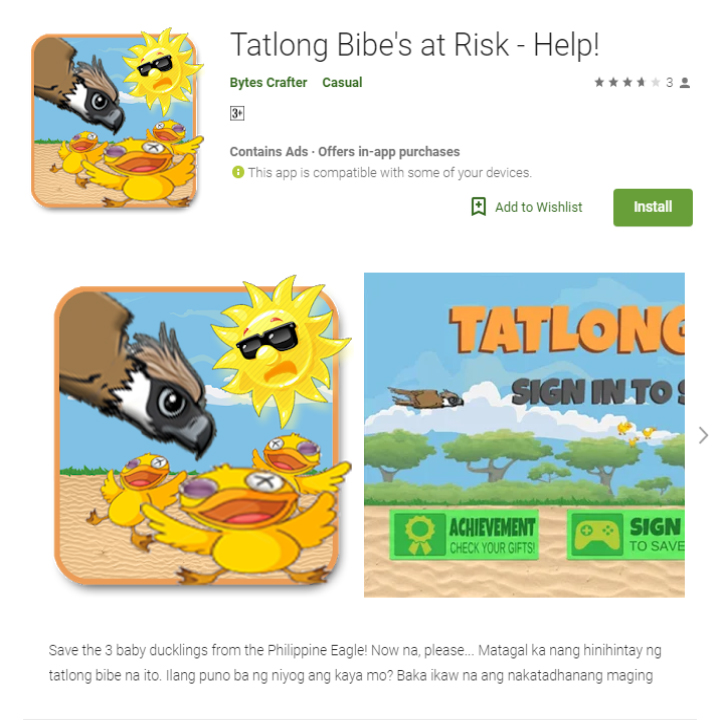 Tatlong Bibe's at Risk - Help!
Bytes Crafter Casual
3
3+
Contains Ads · Offers in-app purchases
This app is compatible with some of your devices.
Add to Wishlist
Install
TATLONG
SIGN IN TO S
ACHIEVEMENT
CHECK YOUR GIFTS!
SIGN
TO SAVE
Save the 3 baby ducklings from the Philippine Eagle! Now na, please... Matagal ka nang hinihintay ng
tatlong bibe na ito. Ilang puno ba ng niyog ang kaya mo? Baka ikaw na ang nakatadhanang maging